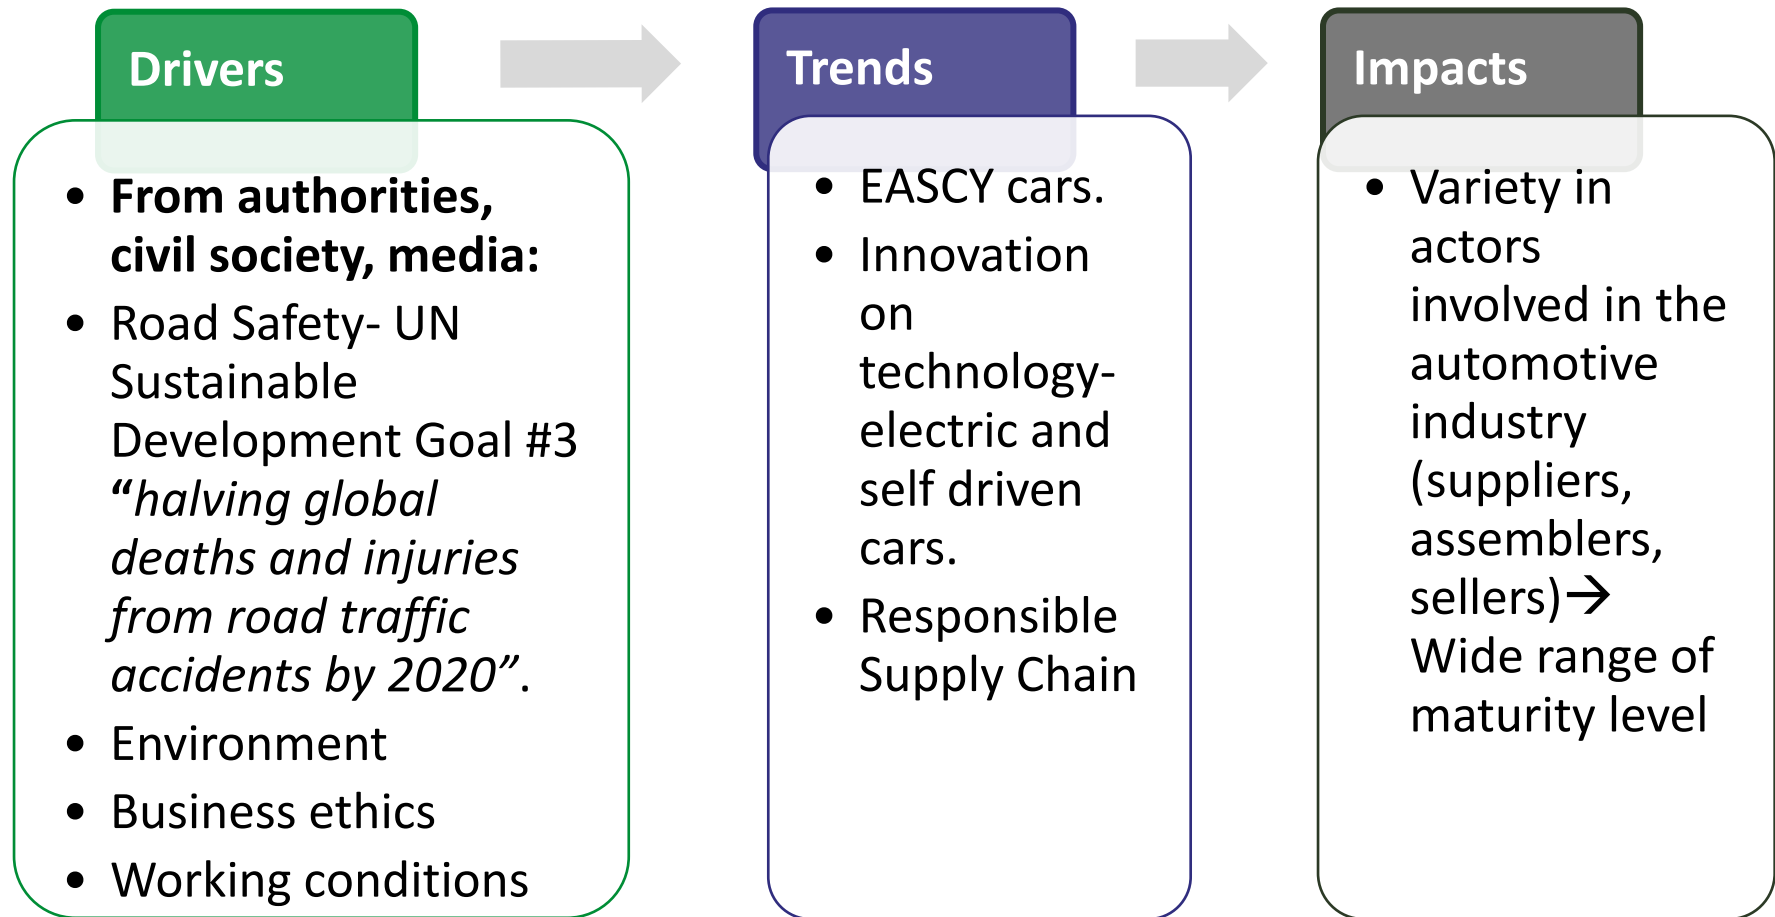 Drivers
• From authorities,
civil society, media:
• Road Safety- UN
Sustainable
Development Goal #3
“halving global
deaths and injuries
from road traffic
accidents by 2020”.
• Environment
• Business ethics
• Working conditions
Trends
• EASCY cars.
• Innovation
on
technology-
electric and
self driven
cars.
• Responsible
Supply Chain
Impacts
• Variety in
actors
involved in the
automotive
industry
(suppliers,
assemblers,
sellers)→
Wide range of
maturity level